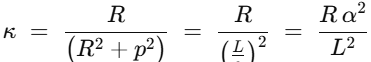 κ = R / (R² + p²) = R / (L/ )² = R α² / L²